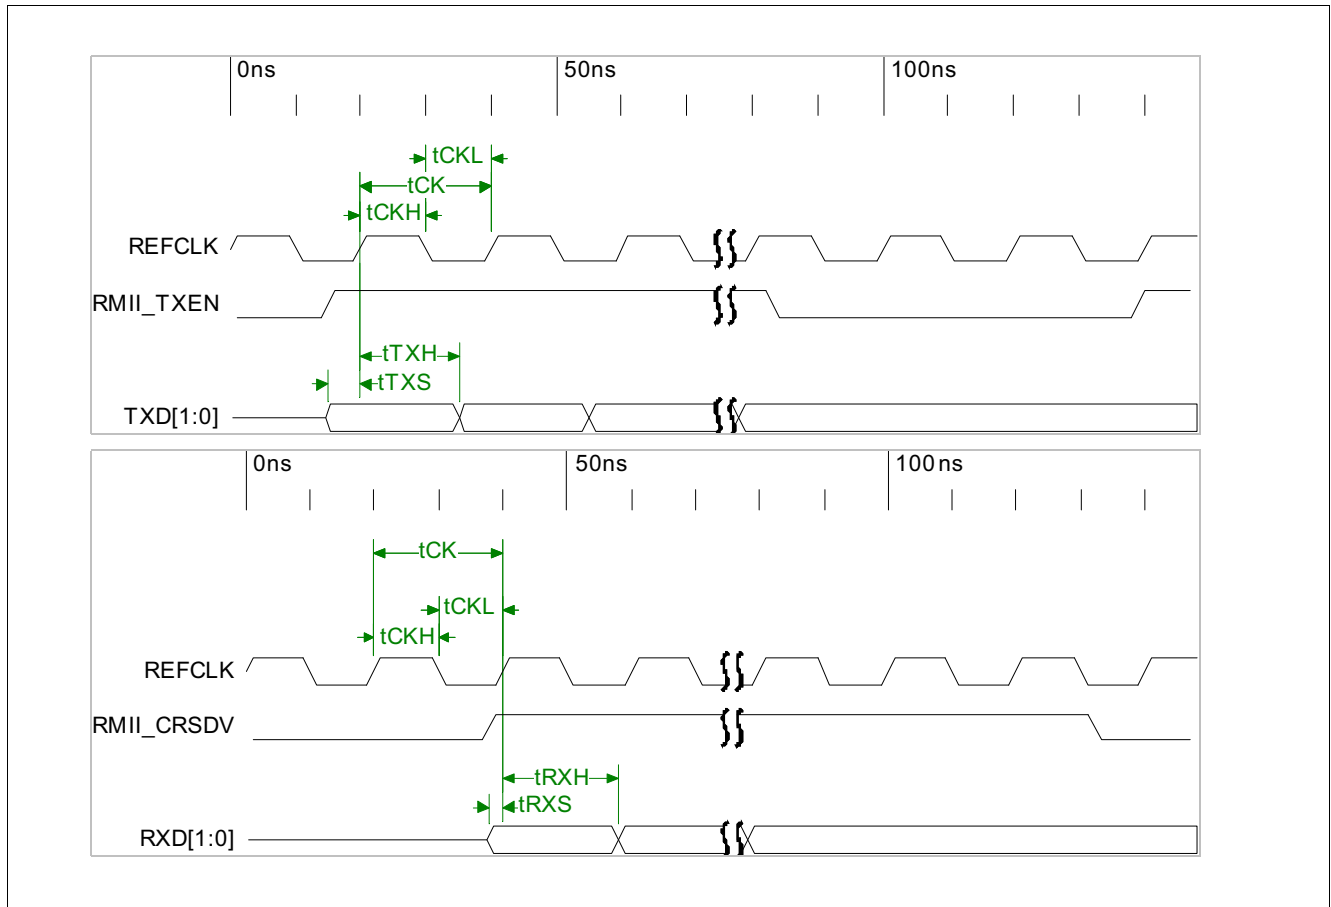 0ns 50ns 100ns
tCKL
tCK
tCKH
REFCLK
RMII_TXEN
tTXH
tTXS
TXD[1:0]
0ns 50ns 100ns
tCK
tCKL
tCKH
REFCLK
RMII_CRSDV
tRXH
tRXS
RXD[1:0]